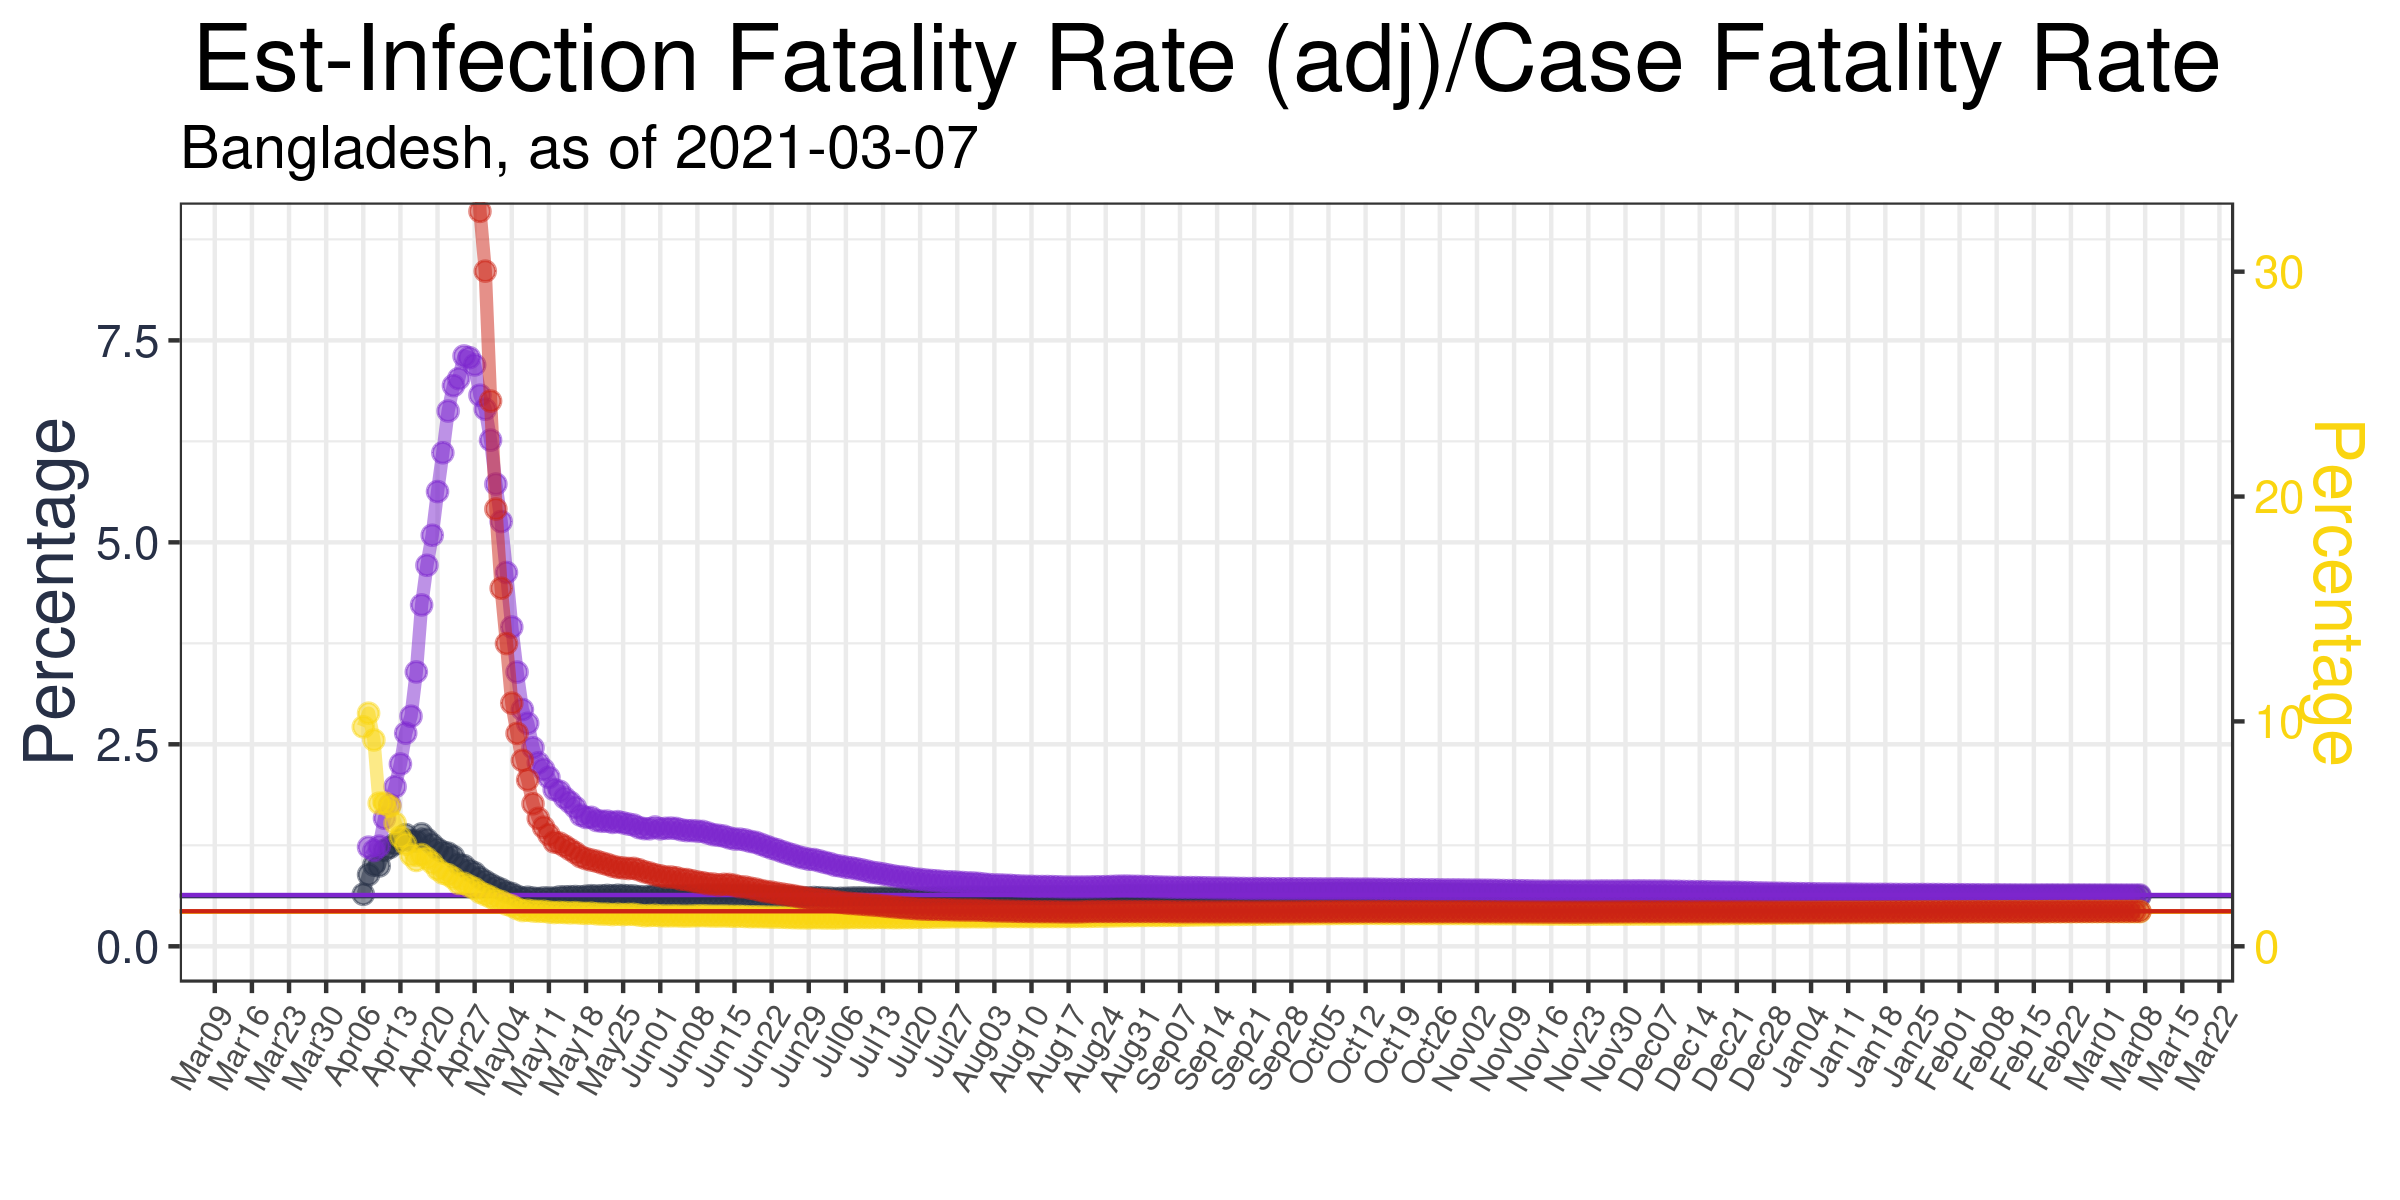 Est-Infection Fatality Rate (adj)/Case Fatality Rate
Bangladesh, as of 2021-03-07
Percentage
7.5
5.0
2.5
0.0
30
20
10
0
Percentage
Mar09
Mar16
Mar23
Mar30
Apr06
Apr13
Apr20
Apr27
May04
May11
May18
May25
Jun01
Jun08
Jun15
Jun22
Jun29
Jul06
Jul13
Jul20
Jul27
Aug03
Aug10
Aug17
Aug24
Aug31
Sep07
Sep14
Sep21
Sep28
Oct05
Oct12
Oct19
Oct26
Nov02
Nov09
Nov16
Nov23
Nov30
Dec07
Dec14
Dec21
Dec28
Dec04
Jan11
Jan18
Jan25
Feb01
Feb08
Feb15
Feb22
Mar01
Mar08
Mar15
Mar22